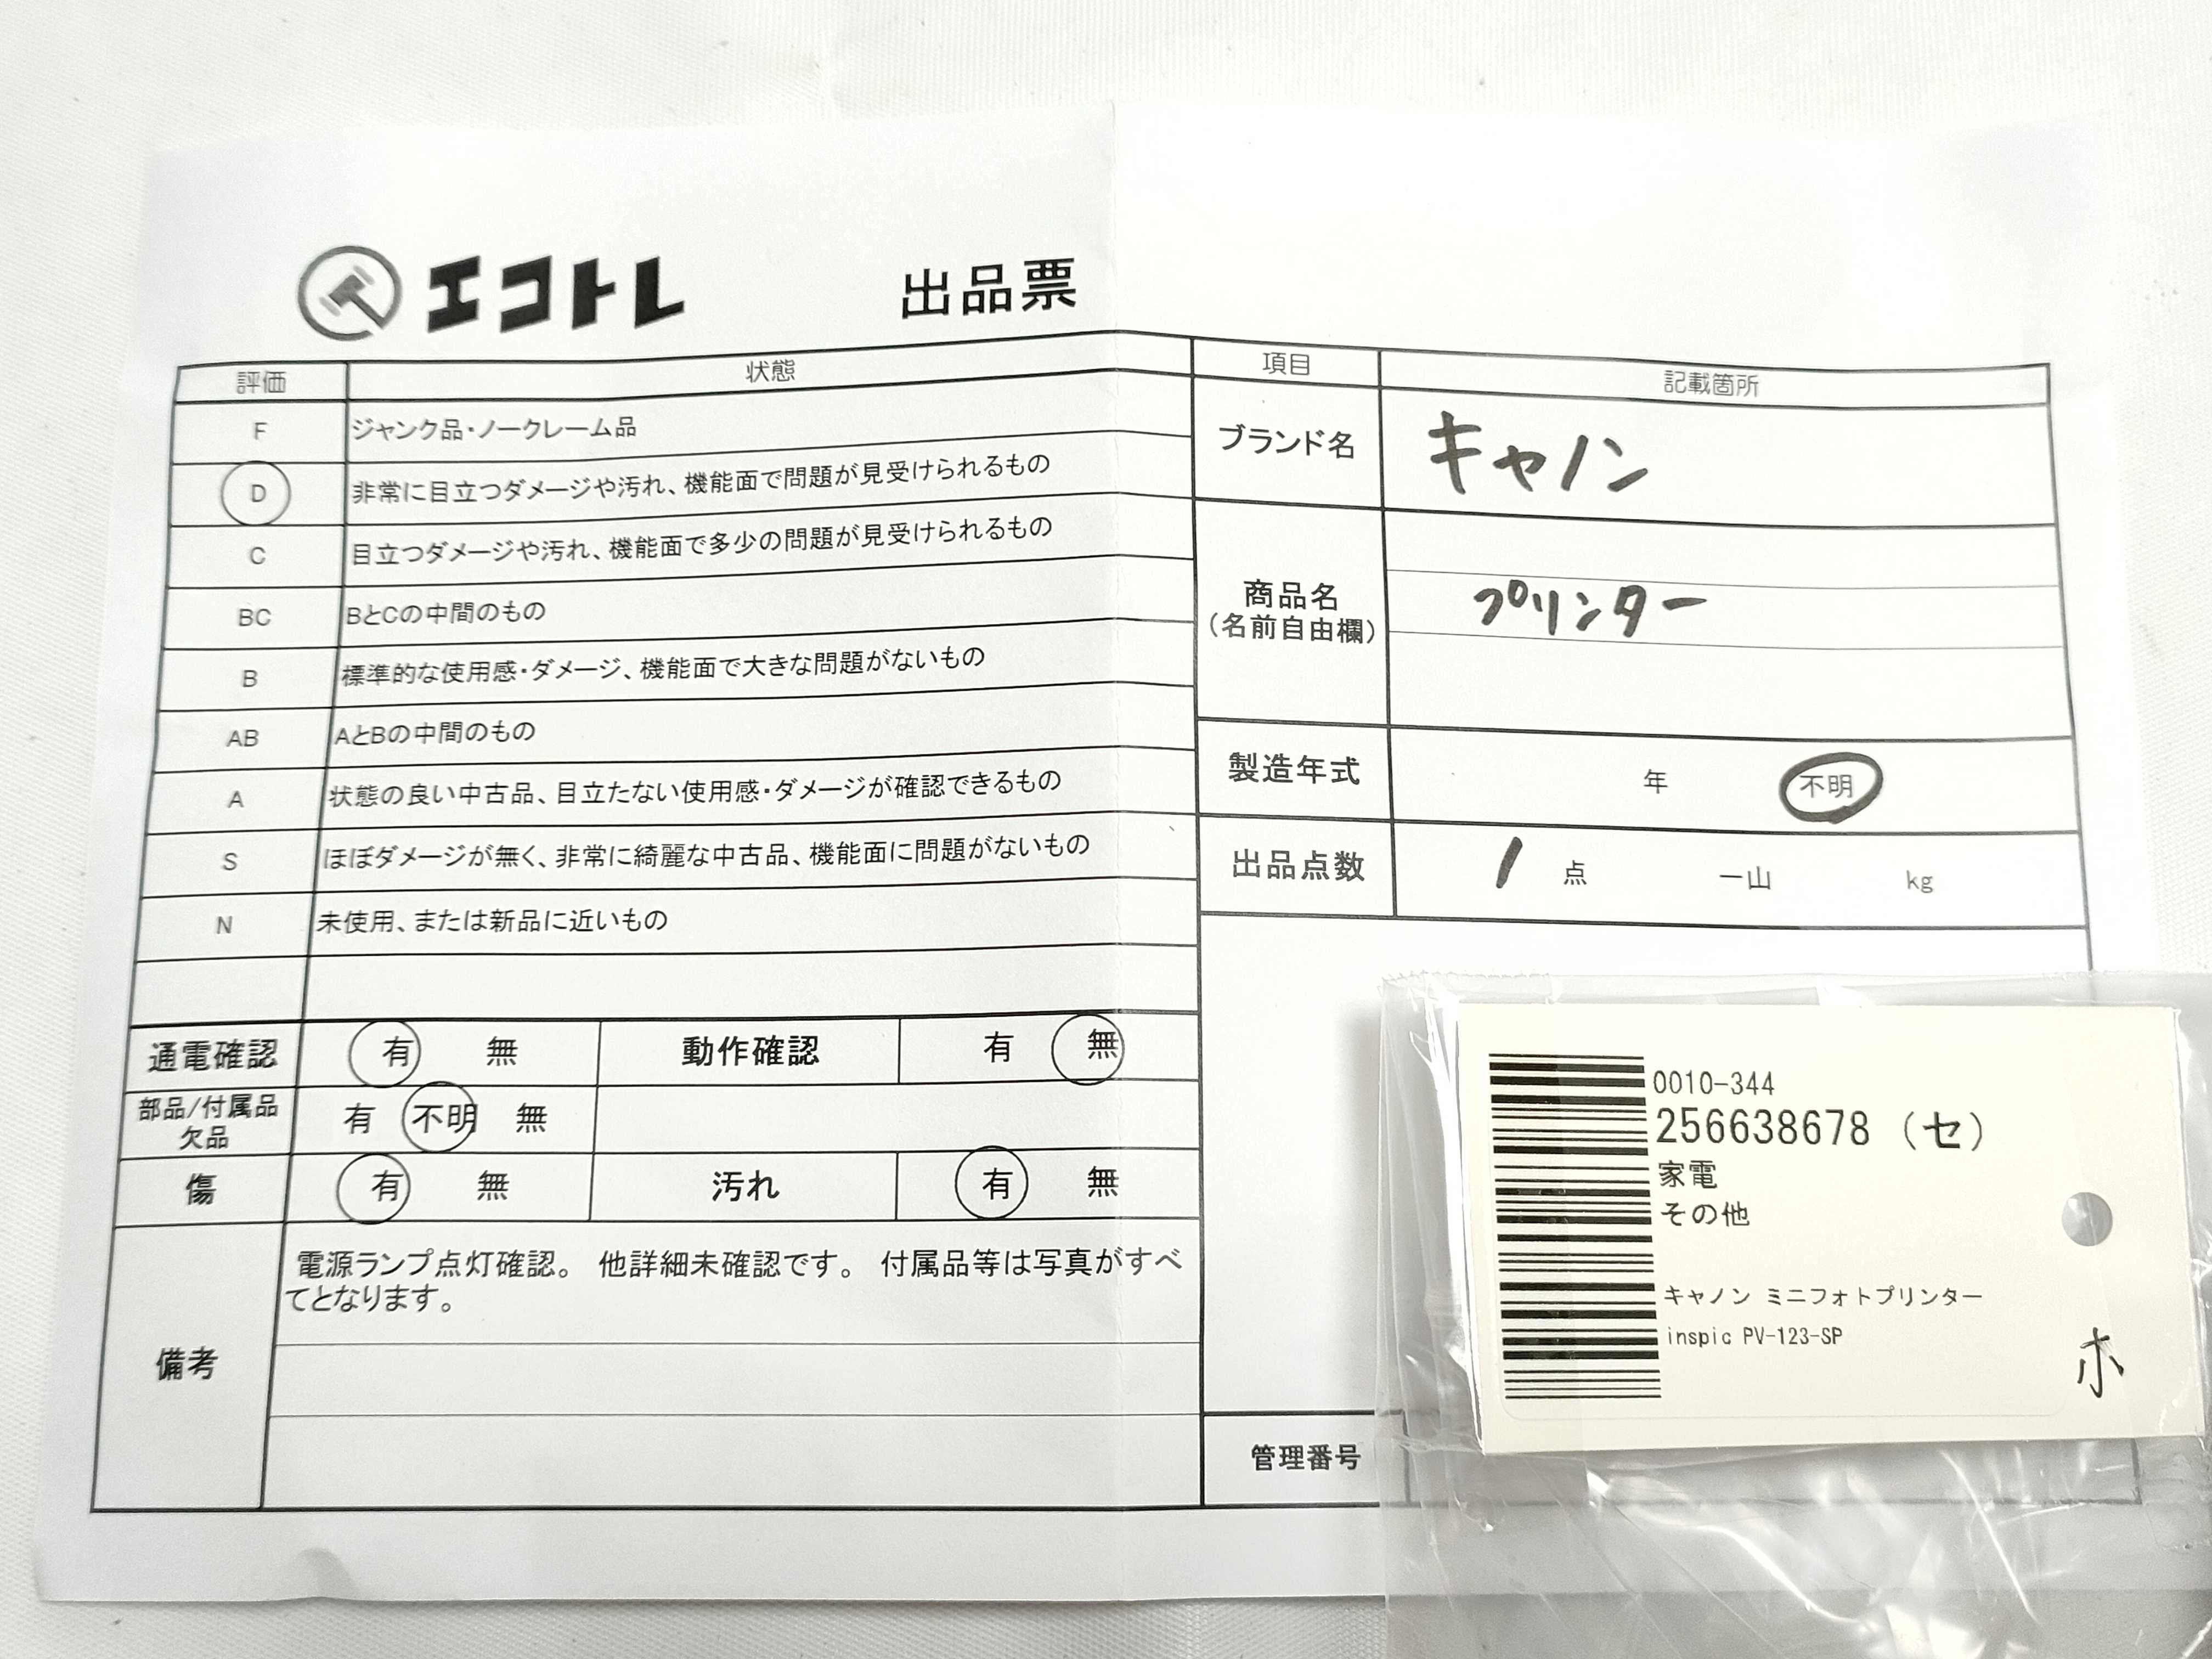 エコトレ 出品票
評価 状態
F ジャンク品・ノークレーム品
D 非常に目立つダメージや汚れ、機能面で問題が見受けられるもの
C 目立つダメージや汚れ、機能面で多少の問題が見受けられるもの
BC BとCの中間のもの
B 標準的な使用感・ダメージ、機能面で大きな問題がないもの
AB AとBの中間のもの
A 状態の良い中古品、目立たない使用感・ダメージが確認できるもの
S ほぼダメージが無く、非常に綺麗な中古品、機能面に問題がないもの
N 未使用、または新品に近いもの
通電確認 有 無 動作確認 有 無
部品/付属品
欠品
有 不明 無
傷 有 無 汚れ 有 無
備考
電源ランプ点灯確認。 他詳細未確認です。 付属品等は写真がすべ
てとなります。
項目 記載箇所
ブランド名 キャノン
商品名
(名前自由欄)
プリンター
製造年式 年 不明
出品点数 1 点 一山 kg
管理番号
0010-344
256638678 (セ)
家電
その他
キャノン ミニフォトプリンター
inspic PV-123-SP
ホ